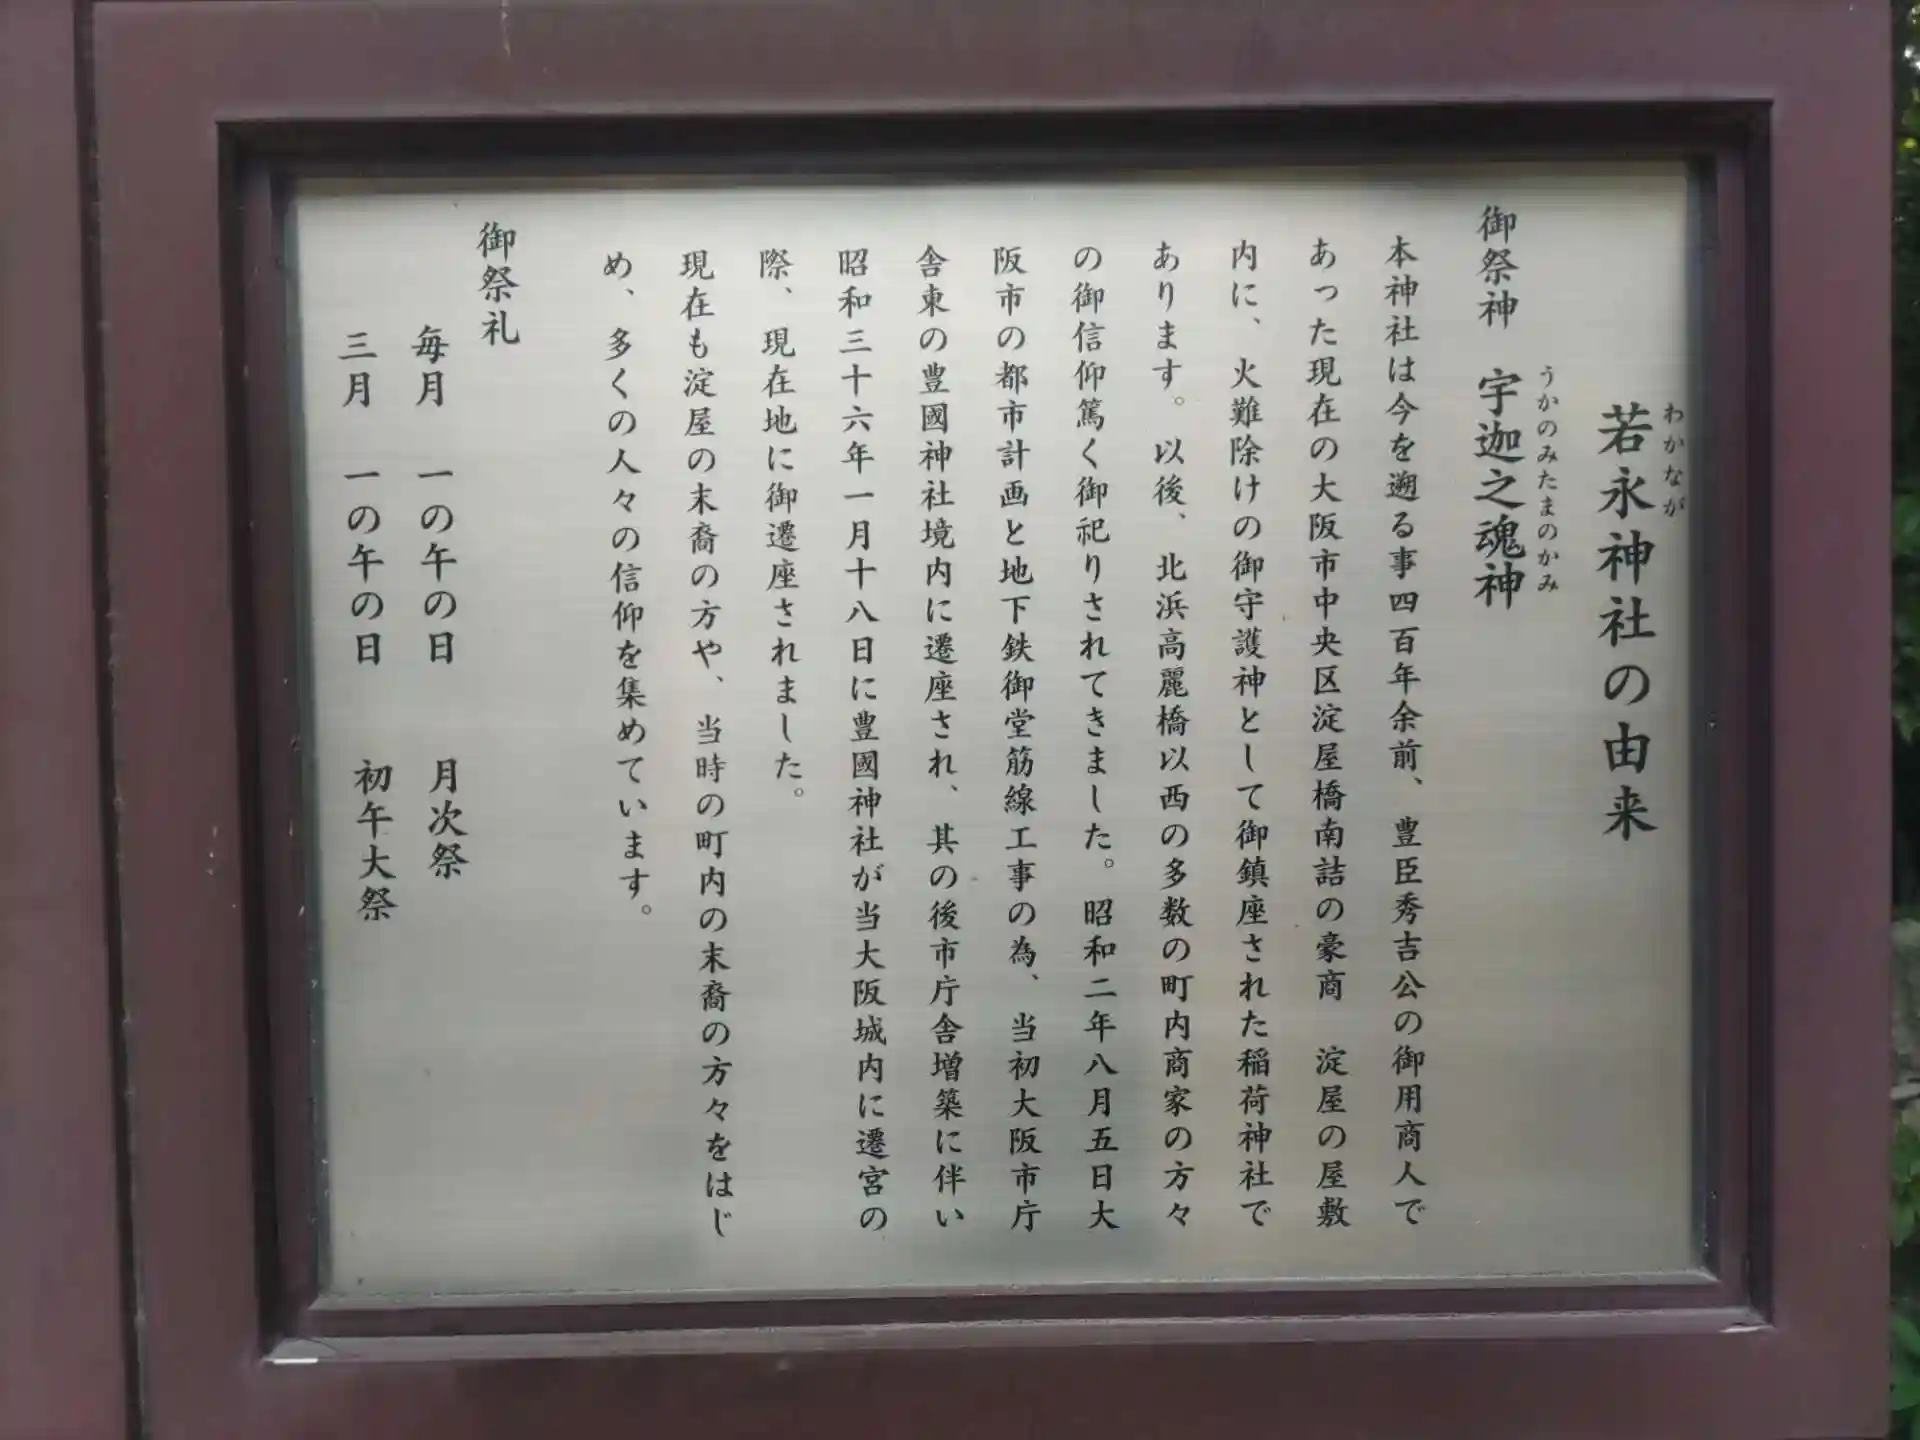 若永神社の由来
わかなが
御祭神　宇迦之魂神
うかのみたまのかみ
本神社は今を遡る事四百年余前、豊臣秀吉公の御用商人で
あった現在の大阪市中央区淀屋橋南詰の豪商　淀屋の屋敷
内に、火難除けの御守護神として御鎮座された稲荷神社で
あります。以後、北浜高麗橋以西の多数の町内商家の方々
の御信仰篤く御祀りされてきました。昭和二年八月五日大
阪市の都市計画と地下鉄御堂筋線工事の為、当初大阪市庁
舎東の豊國神社境内に遷座され、其の後市庁舎増築に伴い
昭和三十六年一月十八日に豊國神社が当大阪城内に遷宮の
際、現在地に御遷座されました。
現在も淀屋の末裔の方や、当時の町内の末裔の方々をはじ
め、多くの人々の信仰を集めています。
御祭礼
毎月　一の午の日　月次祭
三月　一の午の日　初午大祭